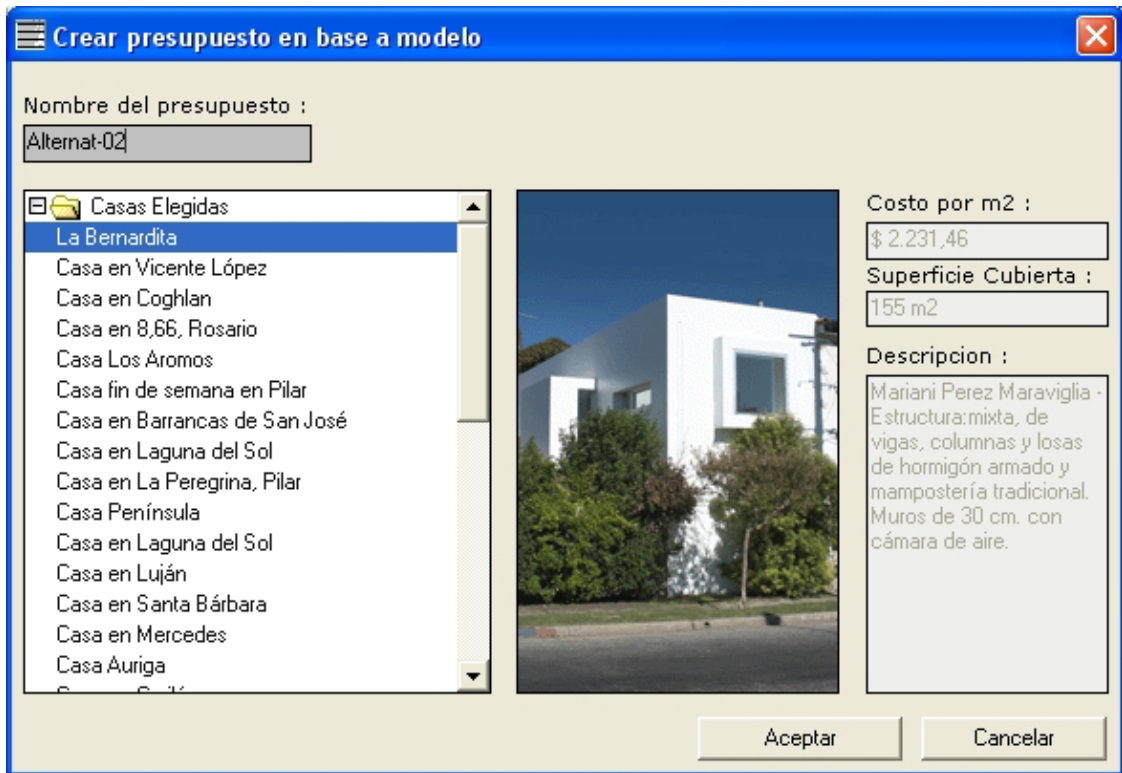 Crear presupuesto en base a modelo
Nombre del presupuesto :
Alternat-02
Casas Elegidas
La Bernardita
Casa en Vicente López
Casa en Coghlan
Casa en 8,66, Rosario
Casa Los Aromos
Casa fin de semana en Pilar
Casa en Barrancas de San José
Casa en Laguna del Sol
Casa en La Peregrina, Pilar
Casa Península
Casa en Laguna del Sol
Casa en Luján
Casa en Santa Bárbara
Casa en Mercedes
Casa Auriga
Costo por m2 :
$ 2.231,46
Superficie Cubierta :
155 m2
Descripcion :
Mariani Perez Maraviglia -
Estructura:mixta, de
vigas, columnas y losas
de hormigón armado y
mampostería tradicional.
Muros de 30 cm. con
cámara de aire.
Aceptar
Cancelar